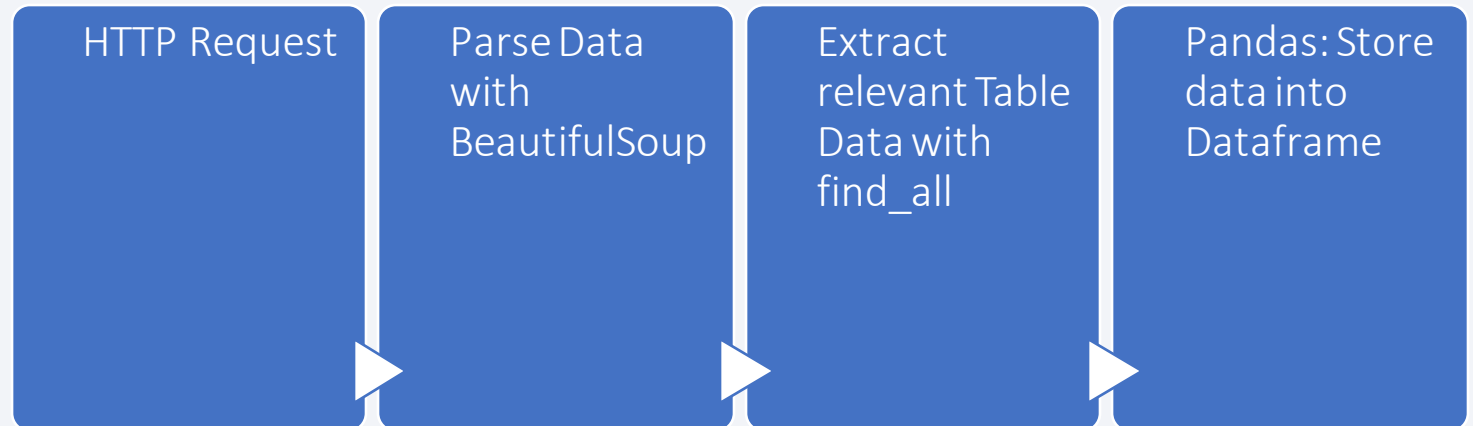 HTTP Request
Parse Data
with
BeautifulSoup
Extract
relevant Table
Data with
find_all
Pandas: Store
data into
Dataframe